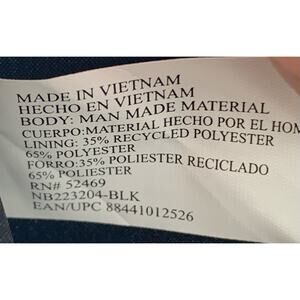 MADE IN VIETNAM
HECHO EN VIETNAM
BODY: MAN MADE MATERIAL
CUERPO:MATERIAL HECHO POR EL HOM
LINING: 35% RECYCLED POLYESTER
65% POLYESTER
FORRO:35% POLIESTER RECICLADO
65% POLIESTER
RN# 52469
NB223204-BLK
EAN/UPC 88441012526